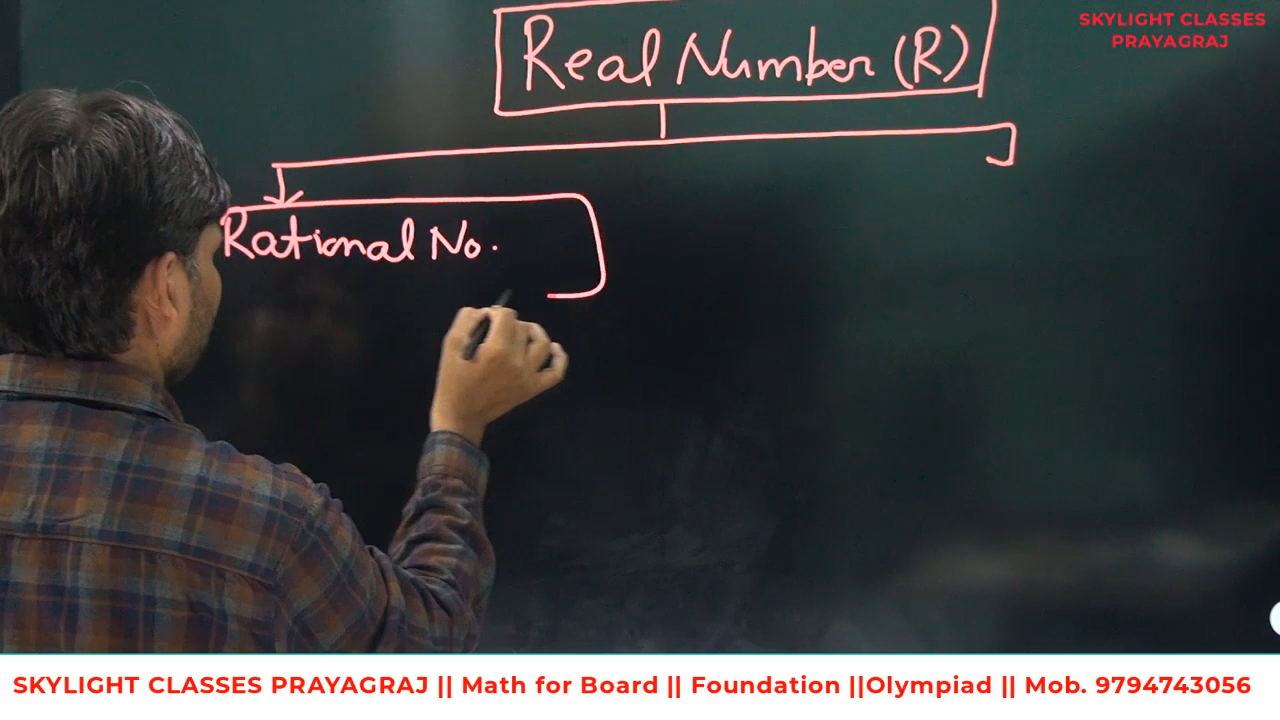 SKYLIGHT CLASSES
PRAYAGRAJ
Real Number (R)
Rational No.
SKYLIGHT CLASSES PRAYAGRAJ || Math for Board || Foundation ||Olympiad || Mob. 9794743056